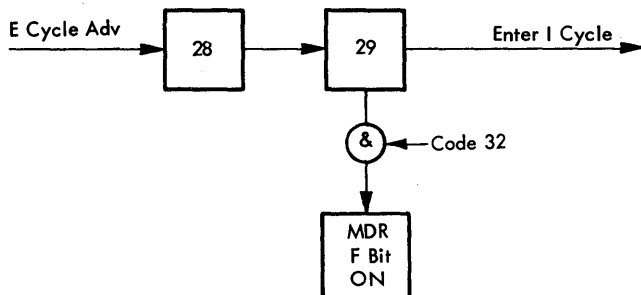 E Cycle Adv
28
29
Enter I Cycle
&
Code 32
MDR
F Bit
ON